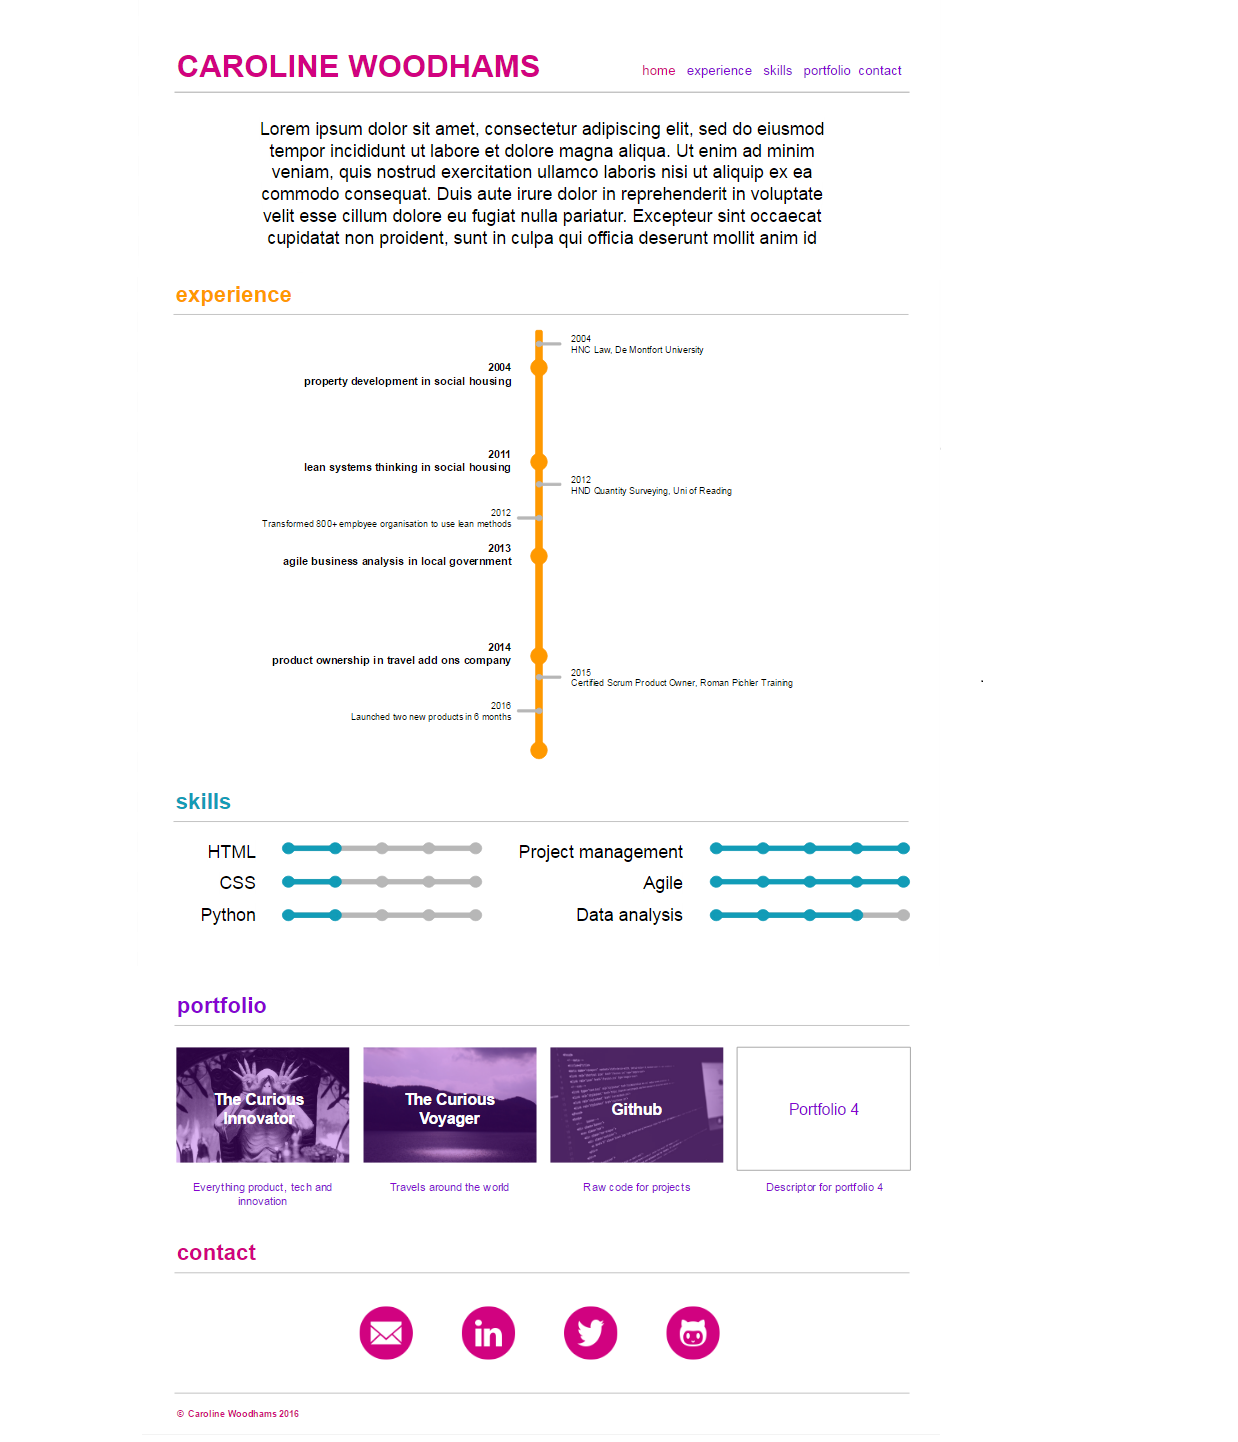 CAROLINE WOODHAMS
home experience skills portfolio contact
Lorem ipsum dolor sit amet, consectetur adipiscing elit, sed do eiusmod
tempor incididunt ut labore et dolore magna aliqua. Ut enim ad minim
veniam, quis nostrud exercitation ullamco laboris nisi ut aliquip ex ea
commodo consequat. Duis aute irure dolor in reprehenderit in voluptate
velit esse cillum dolore eu fugiat nulla pariatur. Excepteur sint occaecat
cupidatat non proident, sunt in culpa qui officia deserunt mollit anim id
experience
2004
HNC Law, De Montfort University
2004
property development in social housing
2011
lean systems thinking in social housing
2012
HND Quantity Surveying, Uni of Reading
2012
Transformed 800+ employee organisation to use lean methods
2013
agile business analysis in local government
2014
product ownership in travel add ons company
2015
Certified Scrum Product Owner, Roman Pichler Training
2016
Launched two new products in 6 months
skills
HTML
CSS
Python
Project management
Agile
Data analysis
portfolio
The Curious
Innovator
Everything product, tech and
innovation
The Curious
Voyager
Travels around the world
Github
Raw code for projects
Portfolio 4
Descriptor for portfolio 4
contact
in
© Caroline Woodhams 2016